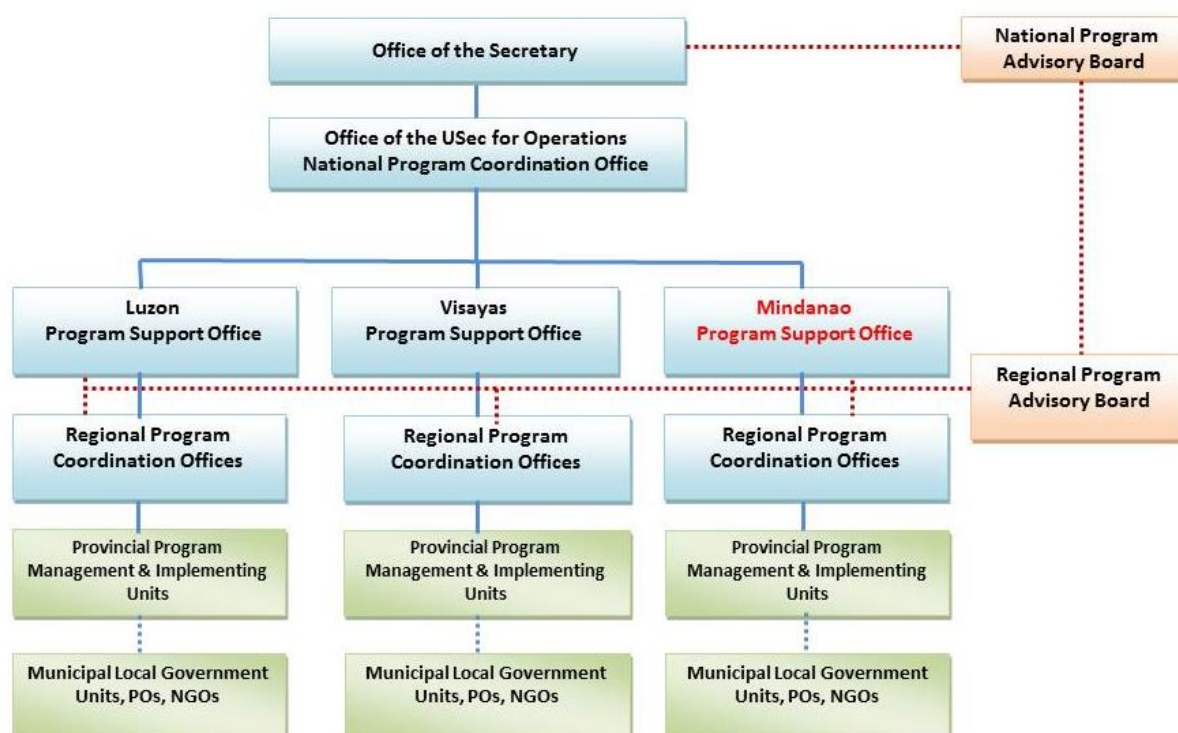 Office of the Secretary
National Program
Advisory Board
Office of the USec for Operations
National Program Coordination Office
Luzon
Program Support Office
Visayas
Program Support Office
Mindanao
Program Support Office
Regional Program
Advisory Board
Regional Program
Coordination Offices
Regional Program
Coordination Offices
Regional Program
Coordination Offices
Provincial Program
Management & Implementing
Units
Provincial Program
Management & Implementing
Units
Provincial Program
Management & Implementing
Units
Municipal Local Government
Units, POs, NGOs
Municipal Local Government
Units, POs, NGOs
Municipal Local Government
Units, POs, NGOs